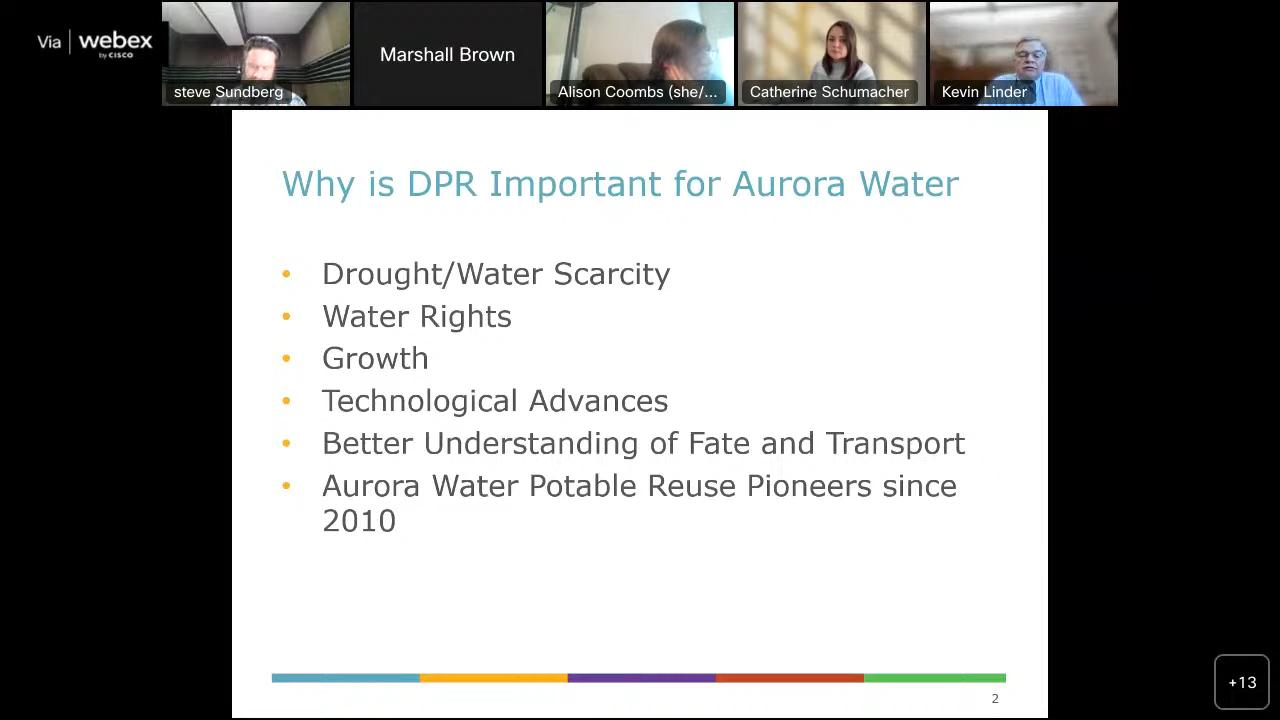 Via webex
by CISCO
steve Sundberg
Marshall Brown
Alison Coombs (she/...
Catherine Schumacher
Kevin Linder
Why is DPR Important for Aurora Water
• Drought/Water Scarcity
• Water Rights
• Growth
• Technological Advances
• Better Understanding of Fate and Transport
• Aurora Water Potable Reuse Pioneers since
2010
2
+13